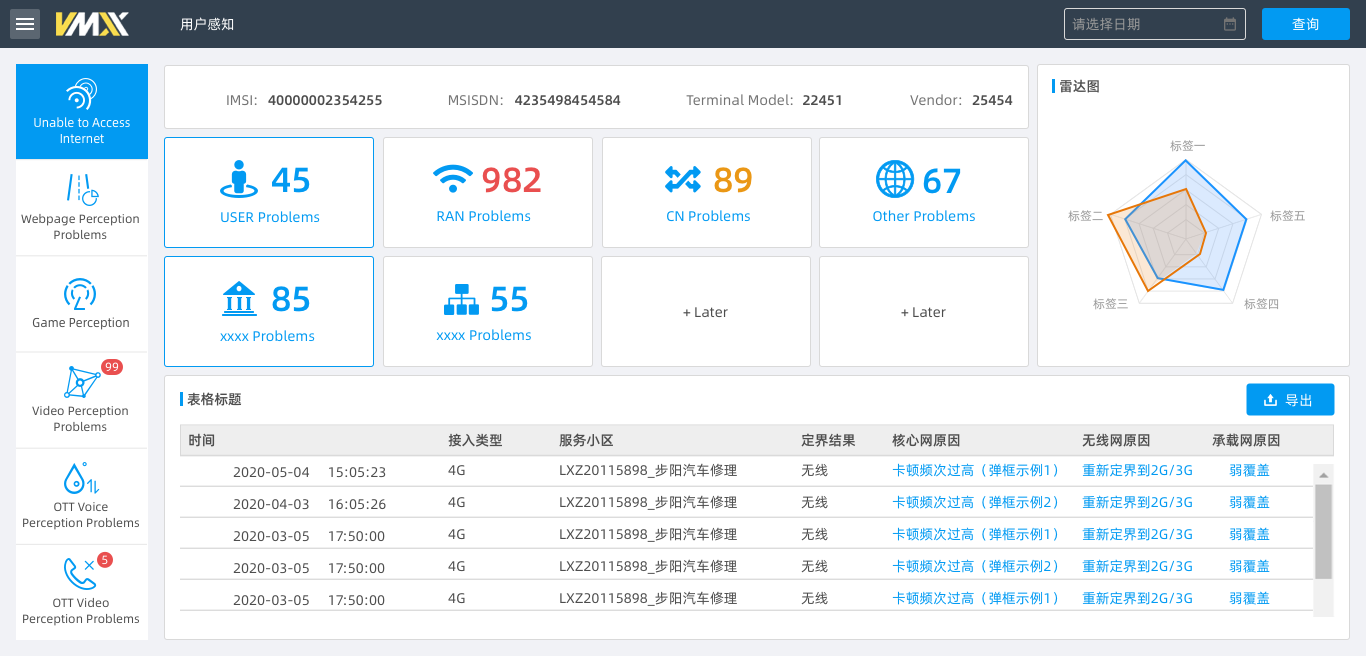 VMX 用户感知 请选择日期 查询
Unable to Access
Internet
Webpage Perception
Problems
Game Perception
99
Video Perception
Problems
OTT Voice
Perception Problems
5
OTT Video
Perception Problems
IMSI: 40000002354255 MSISDN: 4235498454584 Terminal Model: 22451 Vendor: 25454
45
USER Problems
982
RAN Problems
89
CN Problems
67
Other Problems
85
xxxx Problems
55
xxxx Problems
+ Later
+ Later
雷达图
标签一
标签二
标签五
标签三
标签四
表格标题
导出
时间 接入类型 服务小区 定界结果 核心网原因 无线网原因 承载网原因
2020-05-04 15:05:23 4G LXZ20115898_步阳汽车修理 无线 卡顿频次过高（弹框示例1） 重新定界到2G/3G 弱覆盖
2020-04-03 16:05:26 4G LXZ20115898_步阳汽车修理 无线 卡顿频次过高（弹框示例2） 重新定界到2G/3G 弱覆盖
2020-03-05 17:50:00 4G LXZ20115898_步阳汽车修理 无线 卡顿频次过高（弹框示例1） 重新定界到2G/3G 弱覆盖
2020-03-05 17:50:00 4G LXZ20115898_步阳汽车修理 无线 卡顿频次过高（弹框示例2） 重新定界到2G/3G 弱覆盖
2020-03-05 17:50:00 4G LXZ20115898_步阳汽车修理 无线 卡顿频次过高（弹框示例1） 重新定界到2G/3G 弱覆盖